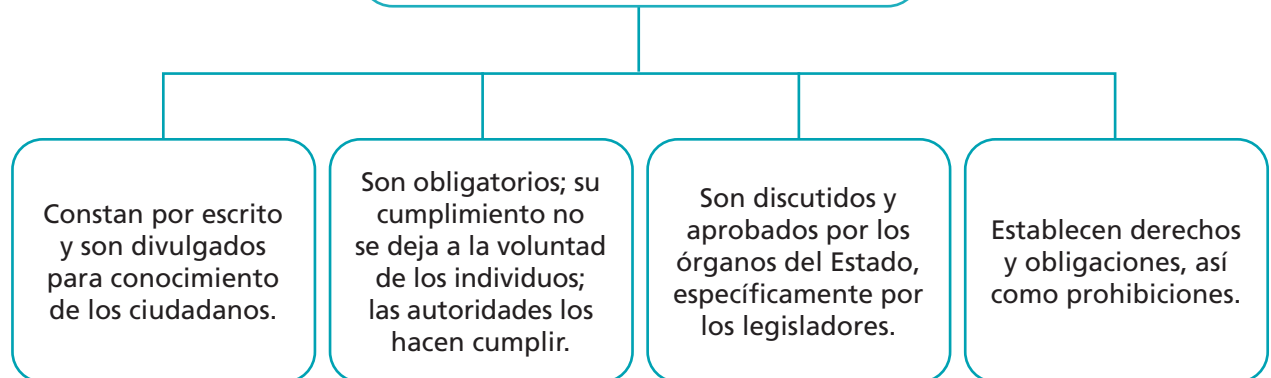 Constan por escrito
y son divulgados
para conocimiento
de los ciudadanos.
Son obligatorios; su
cumplimiento no
se deja a la voluntad
de los individuos;
las autoridades los
hacen cumplir.
Son discutidos y
aprobados por los
órganos del Estado,
específicamente por
los legisladores.
Establecen derechos
y obligaciones, así
como prohibiciones.